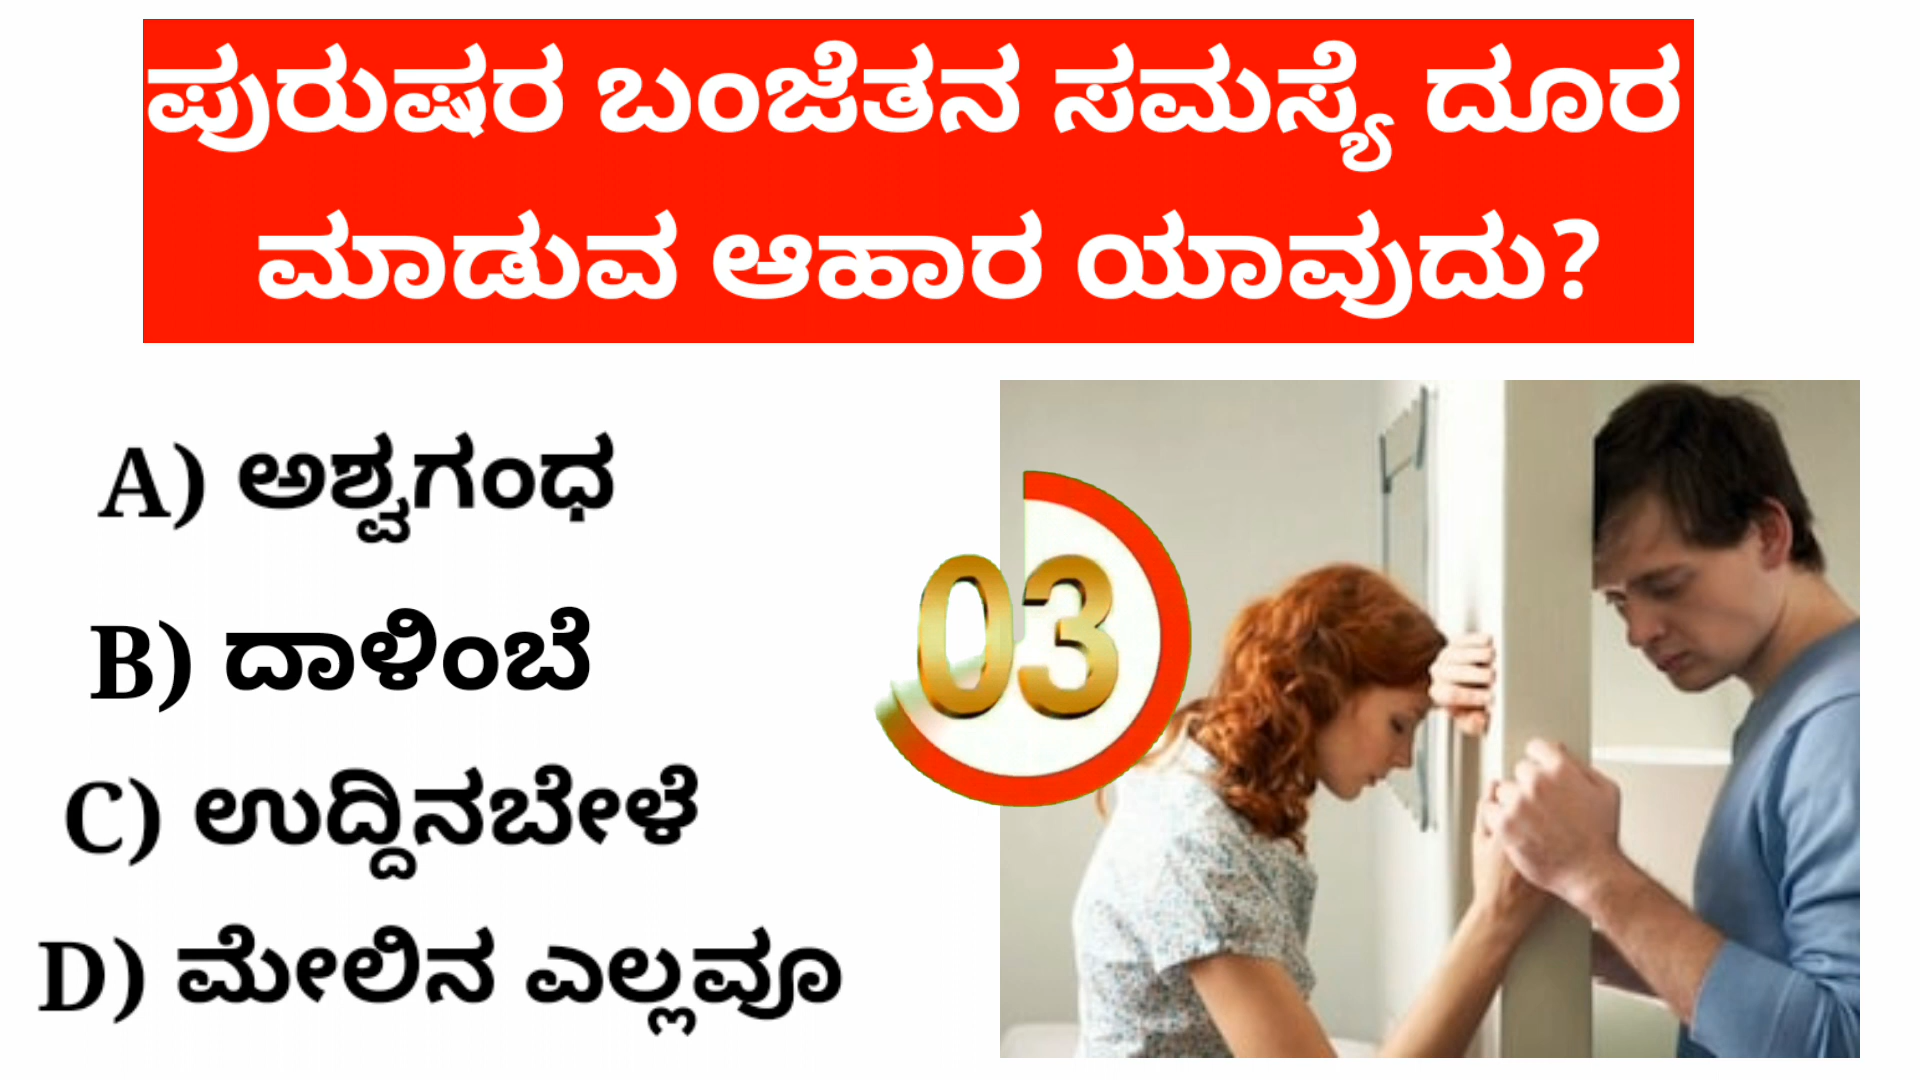 ಪುರುಷರ ಬಂಜೆತನ ಸಮಸ್ಯೆ ದೂರ
ಮಾಡುವ ಆಹಾರ ಯಾವುದು?
A) ಅಶ್ವಗಂಧ
B) ದಾಳಿಂಬೆ
C) ಉದ್ದಿನಬೇಳೆ
D) ಮೇಲಿನ ಎಲ್ಲವೂ
03